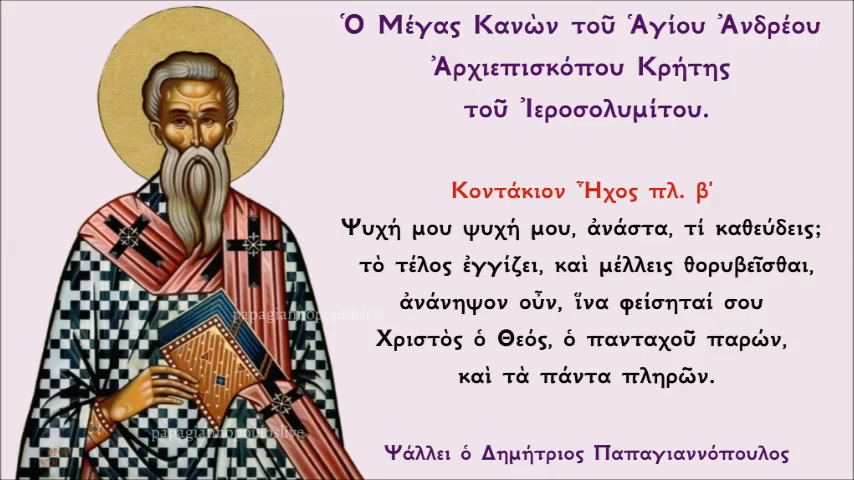 Ὁ Μέγας Κανὼν τοῦ Ἁγίου Ἀνδρέου
Ἀρχιεπισκόπου Κρήτης
τοῦ Ἱεροσολυμίτου.
Κοντάκιον Ἦχος πλ. β'
Ψυχή μου ψυχή μου, ἀνάστα, τί καθεύδεις;
τὸ τέλος ἐγγίζει, καὶ μέλλεις θορυβεῖσθαι,
ἀνάνηψον οὖν, ἵνα φείσηταί σου
Χριστὸς ὁ Θεός, ὁ πανταχοῦ παρών,
καὶ τὰ πάντα πληρῶν.
Ψάλλει ὁ Δημήτριος Παπαγιαννόπουλος
papagiannopouloslive
papagiannopouloslive